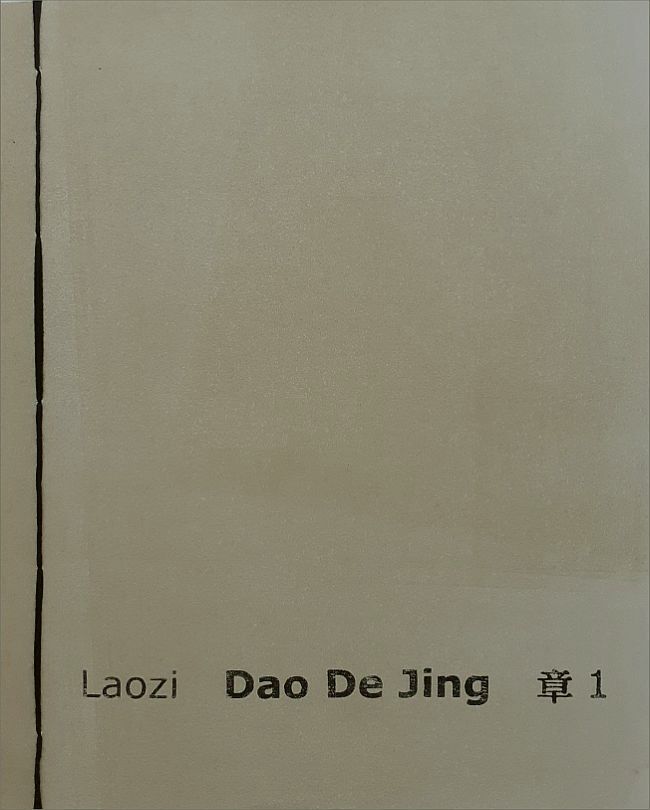 Laozi Dao De Jing 章 1